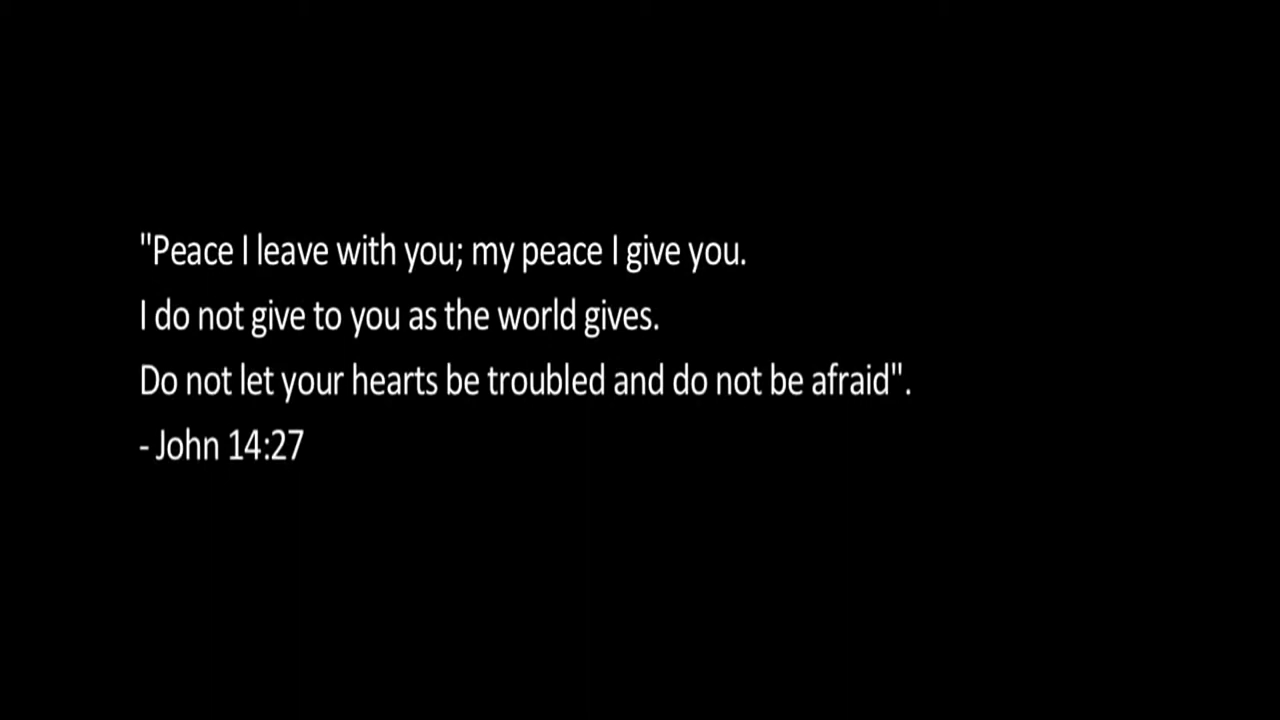 "Peace I leave with you; my peace I give you.
I do not give to you as the world gives.
Do not let your hearts be troubled and do not be afraid".
- John 14:27